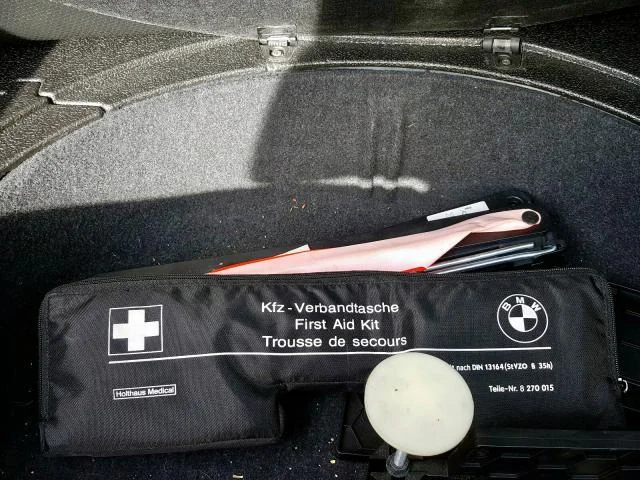 Kfz-Verbandtasche
First Aid Kit
Trousse de secours
BMW
nach DIN 13164 (StVZO § 35h)
Holthaus Medical
Teile-Nr. 8 270 015